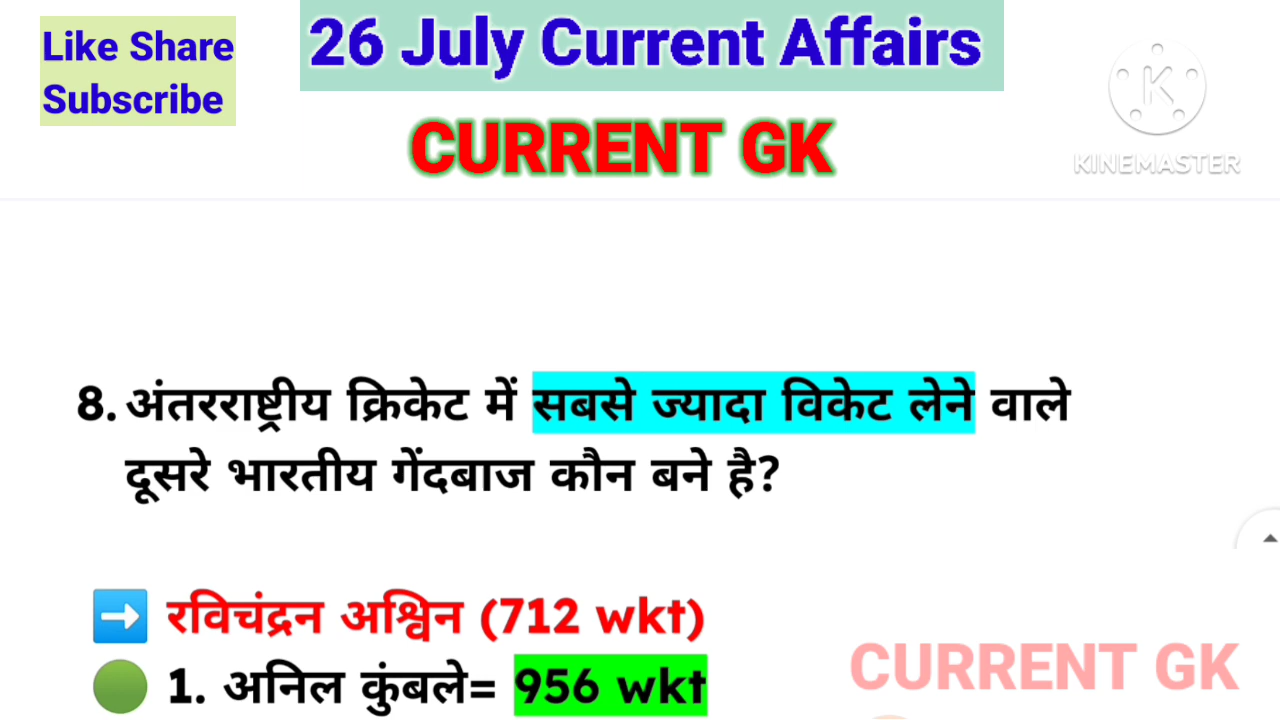 Like Share
Subscribe
26 July Current Affairs
CURRENT GK
K
KINEMASTER
8. अंतरराष्ट्रीय क्रिकेट में सबसे ज्यादा विकेट लेने वाले
दूसरे भारतीय गेंदबाज कौन बने है?
रविचंद्रन अश्विन (712 wkt)
1. अनिल कुंबले= 956 wkt
CURRENT GK